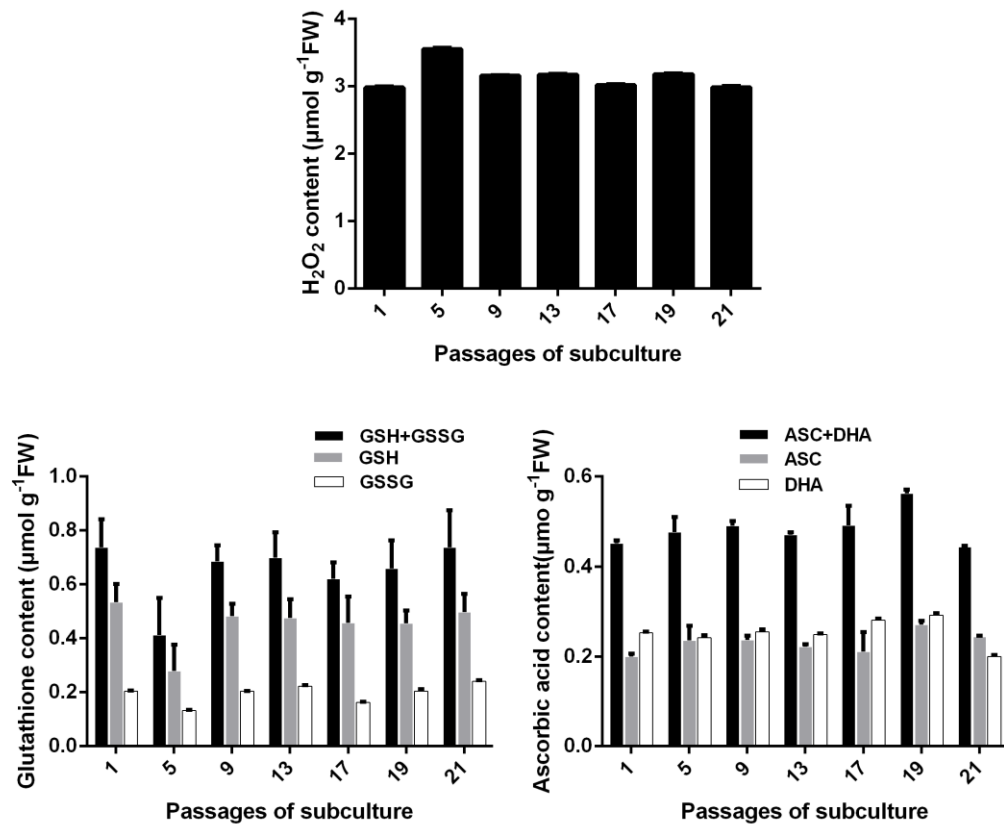 H₂O₂ content (μmol g⁻¹FW)
4
3
2
1
0
1 5 9 13 17 19 21
Passages of subculture
GSH+GSSG
GSH
GSSG
Glutathione content (μmol g⁻¹FW)
1.0
0.8
0.6
0.4
0.2
0.0
1 5 9 13 17 19 21
Passages of subculture
ASC+DHA
ASC
DHA
Ascorbic acid content(μmo g⁻¹FW)
0.6
0.4
0.2
0.0
1 5 9 13 17 19 21
Passages of subculture